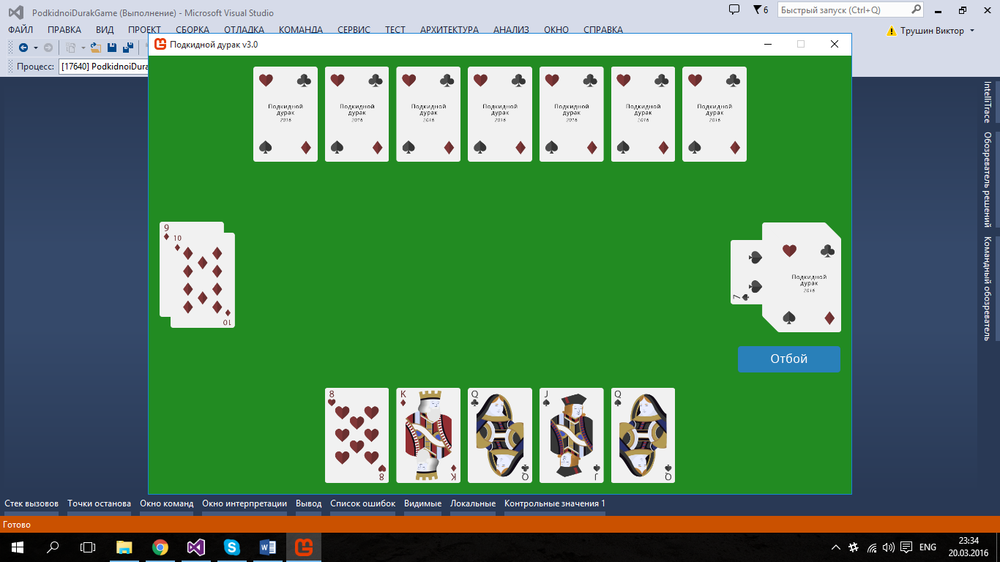 PodkidnoiDurakGame (Выполнение) - Microsoft Visual Studio
6
Быстрый запуск (Ctrl+Q)
ФАЙЛ ПРАВКА ВИД ПРОЕКТ СБОРКА ОТЛАДКА КОМАНДА СЕРВИС ТЕСТ АРХИТЕКТУРА АНАЛИЗ ОКНО СПРАВКА
Трушин Виктор
Процесс: [17640] PodkidnoiDura
Подкидной дурак v3.0
Подкидной
дурак
2016
Подкидной
дурак
2016
Подкидной
дурак
2016
Подкидной
дурак
2016
Подкидной
дурак
2016
Подкидной
дурак
2016
Подкидной
дурак
2016
IntelliTrace
Обозреватель решений
Командный обозреватель
9
10
10
7
Подкидной
дурак
2016
Отбой
8 K Q J Q
8 K Q J Q
Стек вызовов Точки останова Окно команд Окно интерпретации Вывод Список ошибок Видимые Локальные Контрольные значения 1
Готово
ENG
23:34
20.03.2016